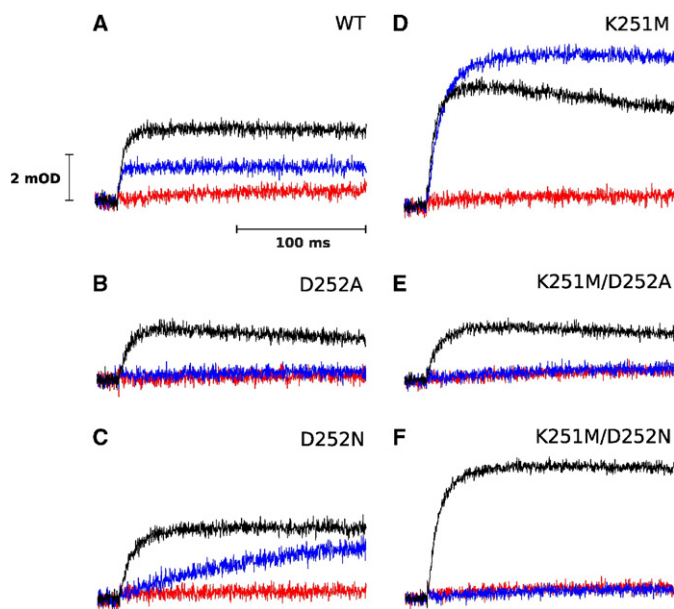 A WT
D K251M
2 mOD
100 ms
B D252A
E K251M/D252A
C D252N
F K251M/D252N